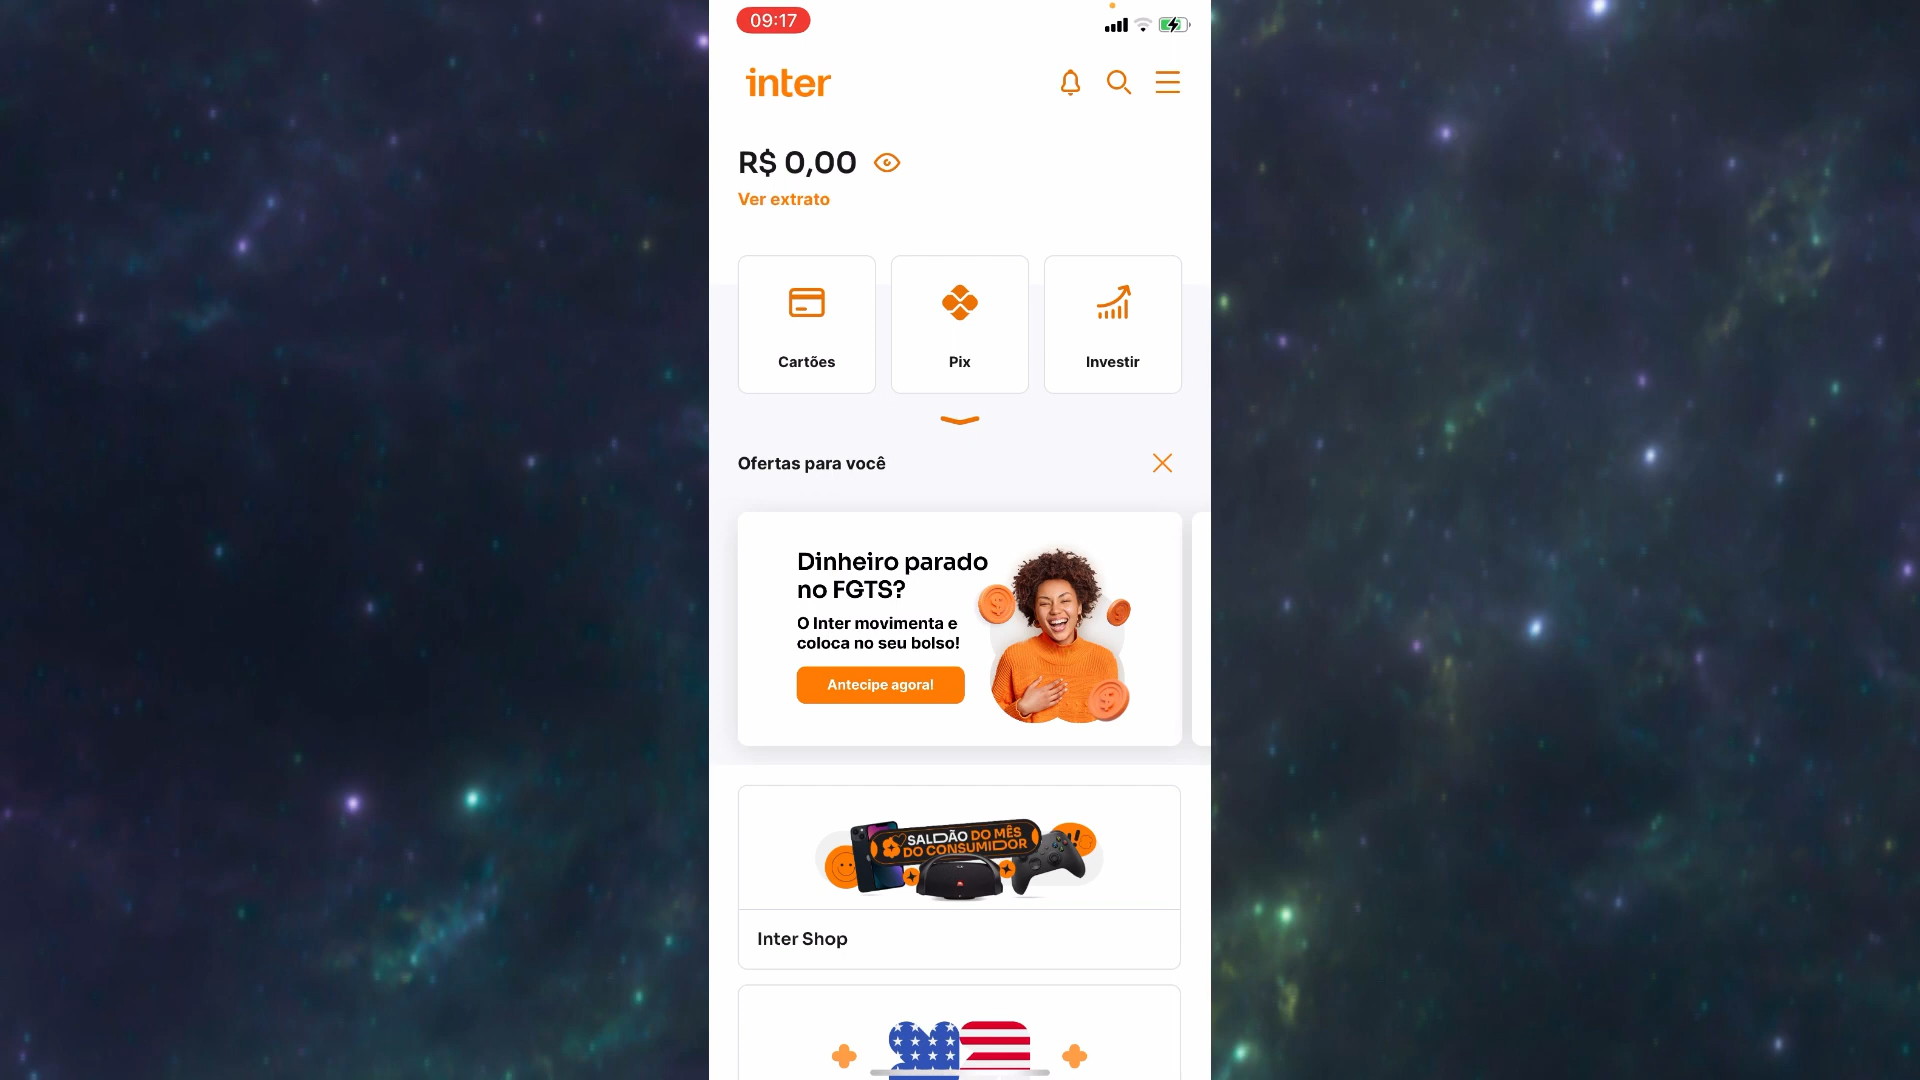 09:17
inter
R$ 0,00
Ver extrato
Cartões
Pix
Investir
Ofertas para você
Dinheiro parado
no FGTS?
O Inter movimenta e
coloca no seu bolso!
Antecipe agora!
SALDÃO DO MÊS
DO CONSUMIDOR
Inter Shop